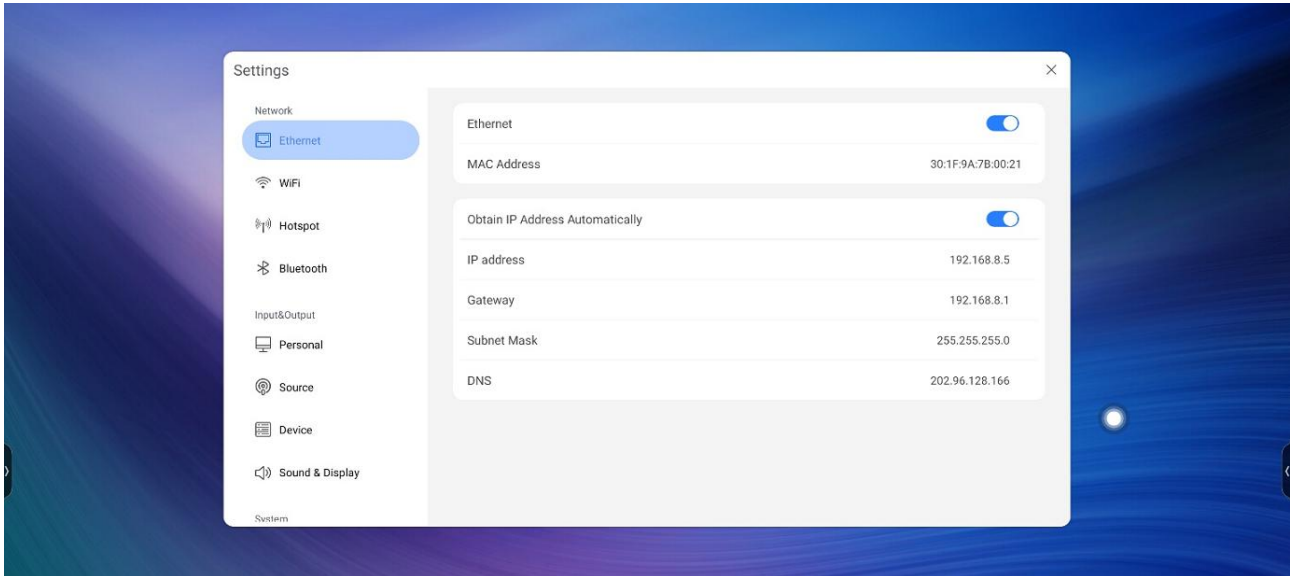 Settings
Network
Ethernet
WiFi
Hotspot
Bluetooth
Input&Output
Personal
Source
Device
Sound & Display
System
Ethernet
MAC Address 30:1F:9A:7B:00:21
Obtain IP Address Automatically
IP address 192.168.8.5
Gateway 192.168.8.1
Subnet Mask 255.255.255.0
DNS 202.96.128.166